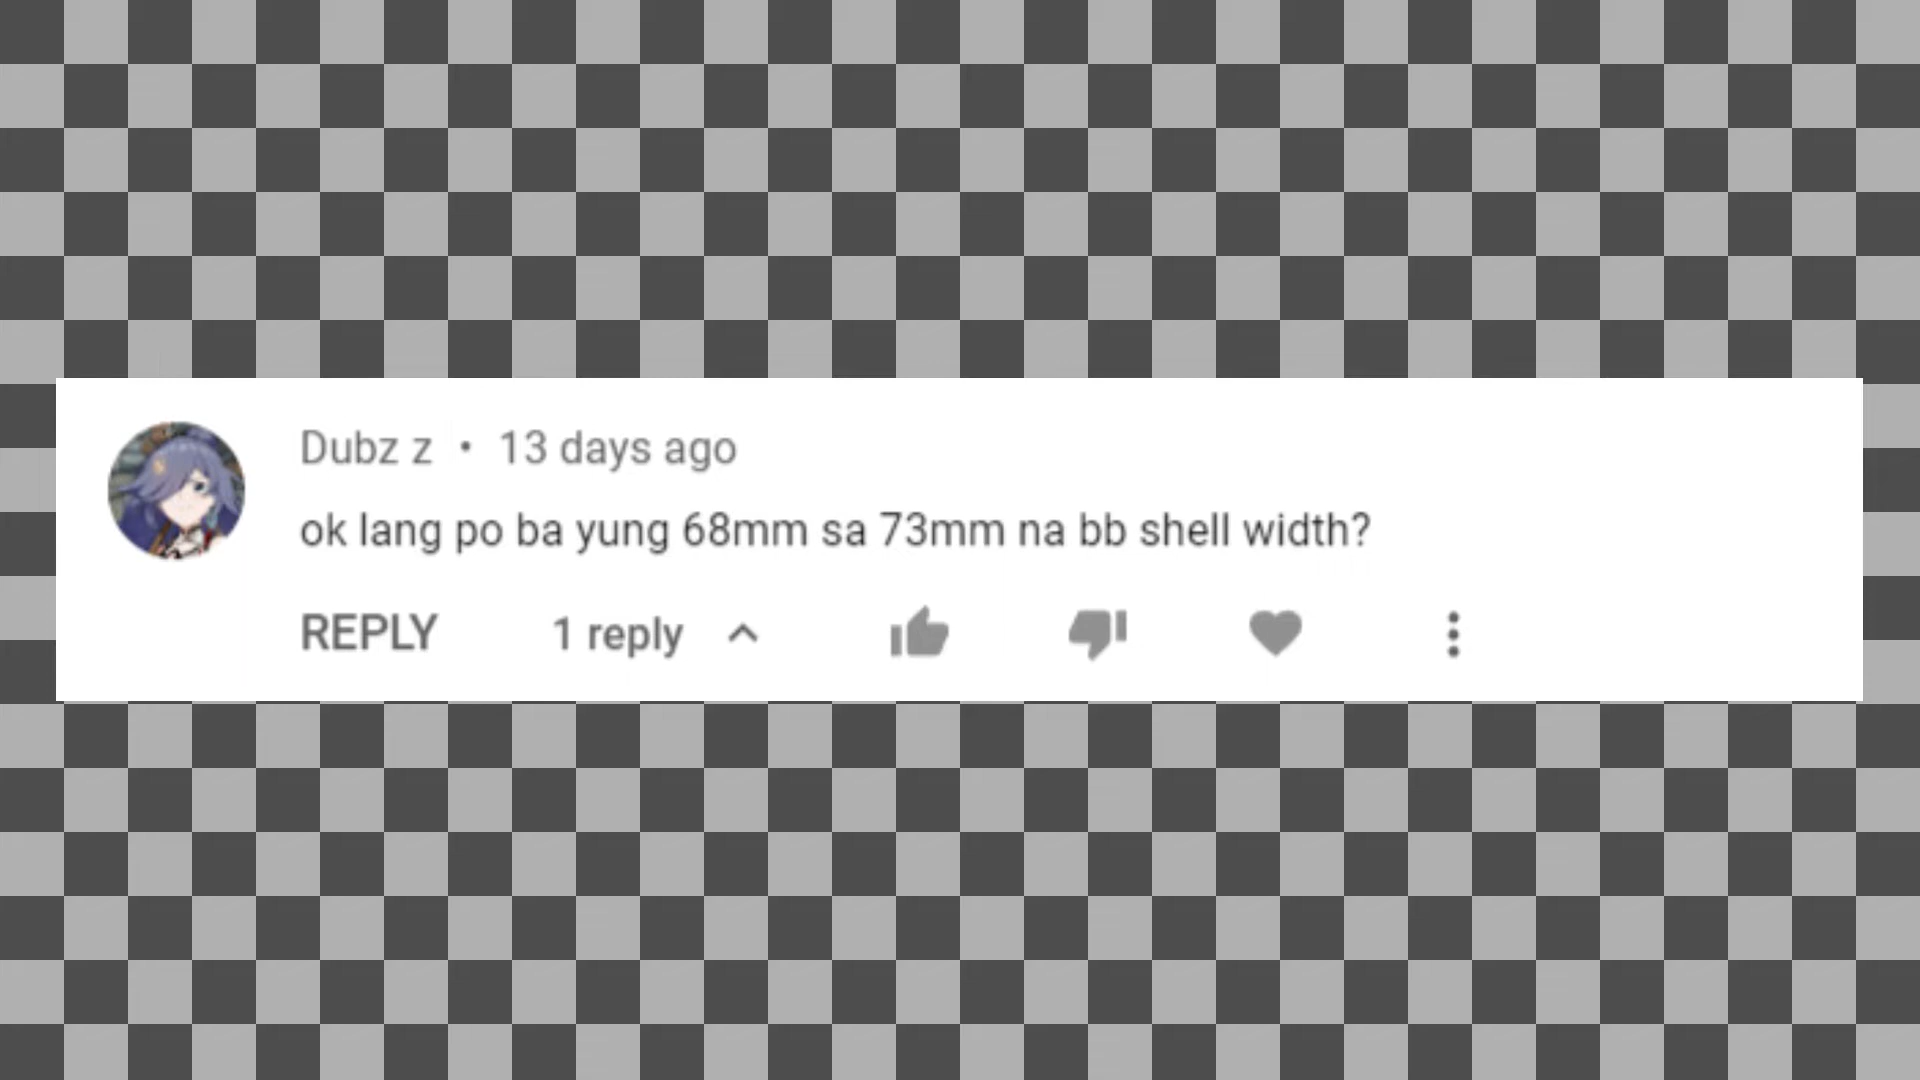 Dubz z • 13 days ago
ok lang po ba yung 68mm sa 73mm na bb shell width?
REPLY 1 reply